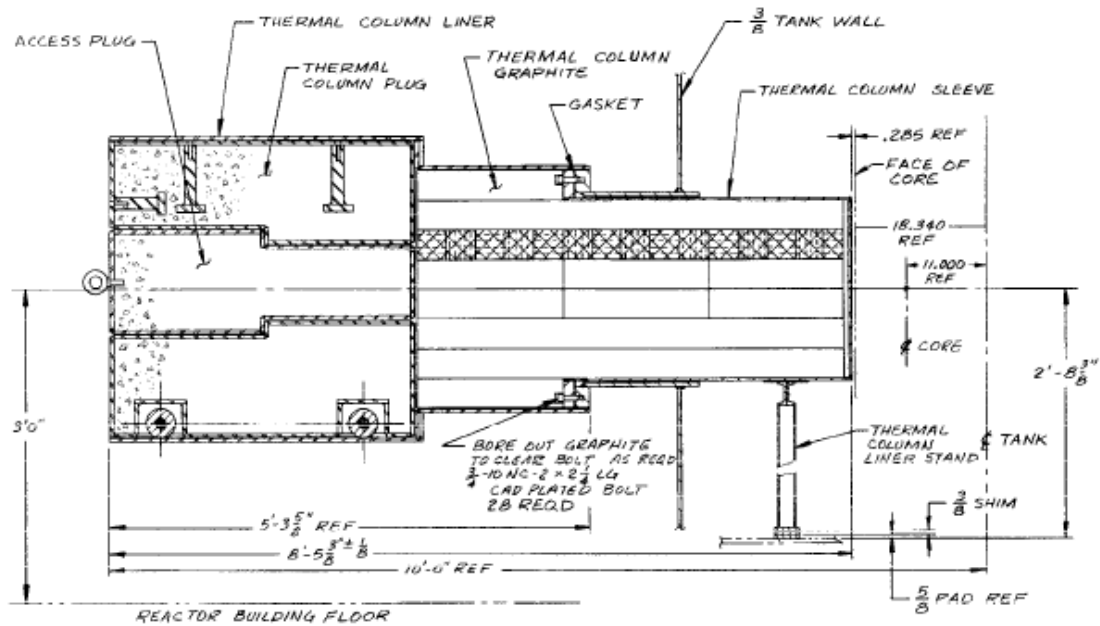 THERMAL COLUMN LINER
3/8 TANK WALL
ACCESS PLUG
THERMAL
COLUMN PLUG
THERMAL COLUMN
GRAPHITE
GASKET
THERMAL COLUMN SLEEVE
.285 REF
FACE OF
CORE
18.340
REF
11.000
REF
℄ CORE
2'-8 3/8"
3'0"
℄ TANK
BORE OUT GRAPHITE
TO CLEAR BOLT AS REQD
3/4-10 NC-2 x 2 1/4 LG
CAD PLATED BOLT
28 REQD
THERMAL
COLUMN
LINER STAND
3/8 SHIM
5'-3 5/8" REF
8'-5 3/8" ± 1/8
10'-0" REF
5/8 PAD REF
REACTOR BUILDING FLOOR